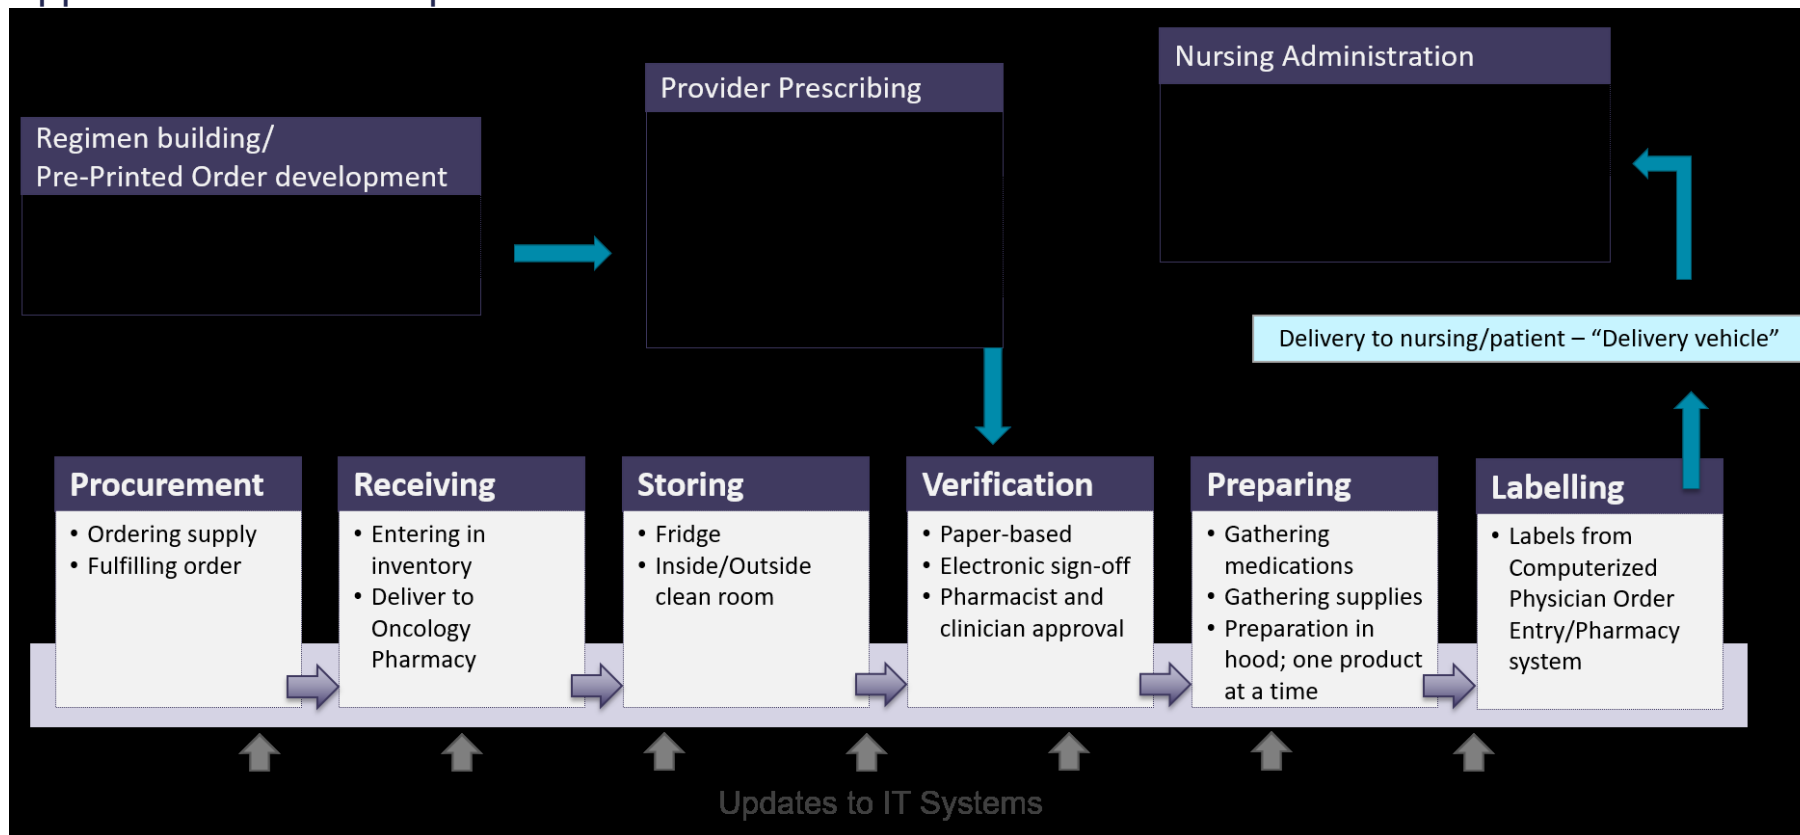 Nursing Administration
Provider Prescribing
Regimen building/
Pre-Printed Order development
Delivery to nursing/patient – “Delivery vehicle”
Procurement
• Ordering supply
• Fulfilling order
Receiving
• Entering in
inventory
• Deliver to
Oncology
Pharmacy
Storing
• Fridge
• Inside/Outside
clean room
Verification
• Paper-based
• Electronic sign-off
• Pharmacist and
clinician approval
Preparing
• Gathering
medications
• Gathering supplies
• Preparation in
hood; one product
at a time
Labelling
• Labels from
Computerized
Physician Order
Entry/Pharmacy
system
Updates to IT Systems